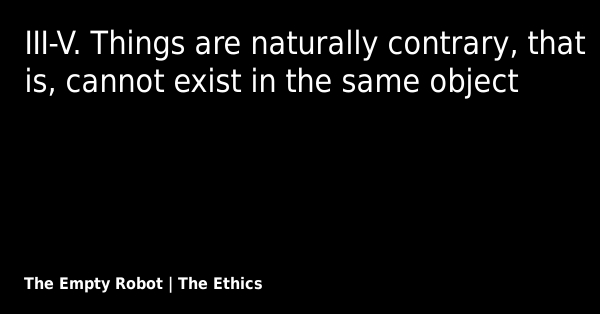 III-V. Things are naturally contrary, that
is, cannot exist in the same object
The Empty Robot | The Ethics